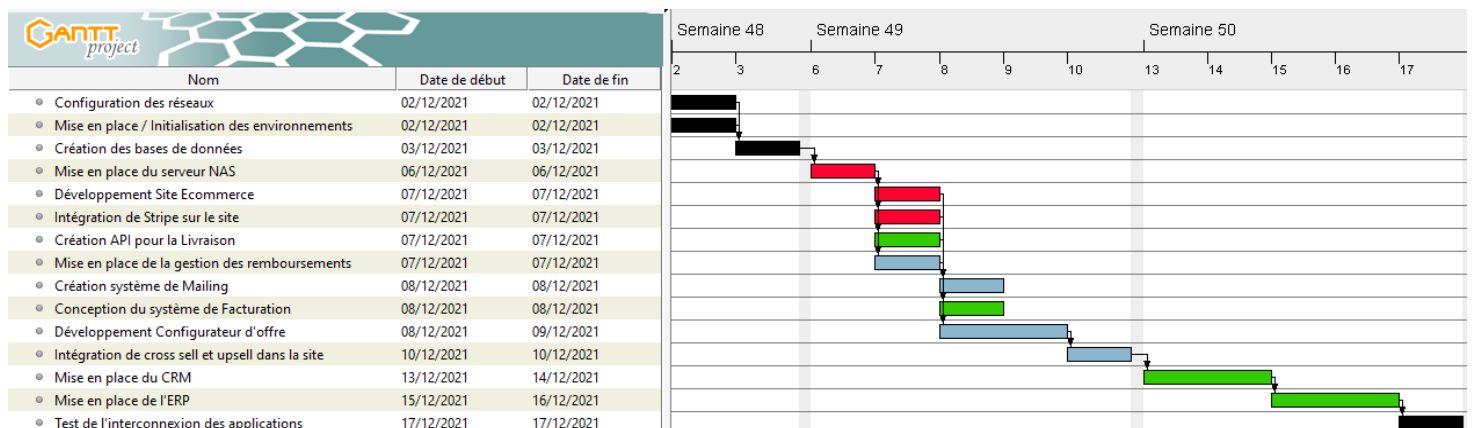 GANTT
project
Semaine 48 Semaine 49 Semaine 50
2 3 6 7 8 9 10 13 14 15 16 17
Nom Date de début Date de fin
Configuration des réseaux 02/12/2021 02/12/2021
Mise en place / Initialisation des environnements 02/12/2021 02/12/2021
Création des bases de données 03/12/2021 03/12/2021
Mise en place du serveur NAS 06/12/2021 06/12/2021
Développement Site Ecommerce 07/12/2021 07/12/2021
Intégration de Stripe sur le site 07/12/2021 07/12/2021
Création API pour la Livraison 07/12/2021 07/12/2021
Mise en place de la gestion des remboursements 07/12/2021 07/12/2021
Création système de Mailing 08/12/2021 08/12/2021
Conception du système de Facturation 08/12/2021 08/12/2021
Développement Configurateur d'offre 08/12/2021 09/12/2021
Intégration de cross sell et upsell dans la site 10/12/2021 10/12/2021
Mise en place du CRM 13/12/2021 14/12/2021
Mise en place de l'ERP 15/12/2021 16/12/2021
Test de l'interconnexion des applications 17/12/2021 17/12/2021